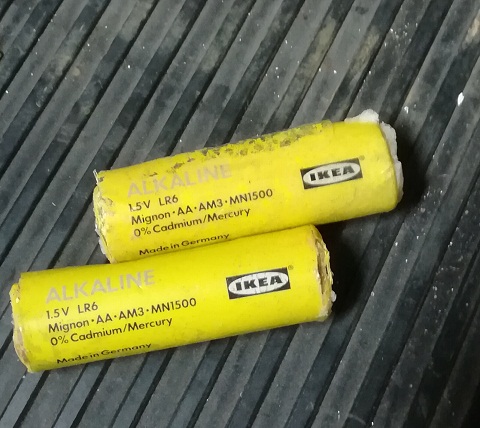 ALKALINE
1.5V LR6
Mignon·AA·AM3·MN1500
0% Cadmium/Mercury
Made in Germany
IKEA
ALKALINE
1.5V LR6
Mignon·AA·AM3·MN1500
0% Cadmium/Mercury
Made in Germany
IKEA